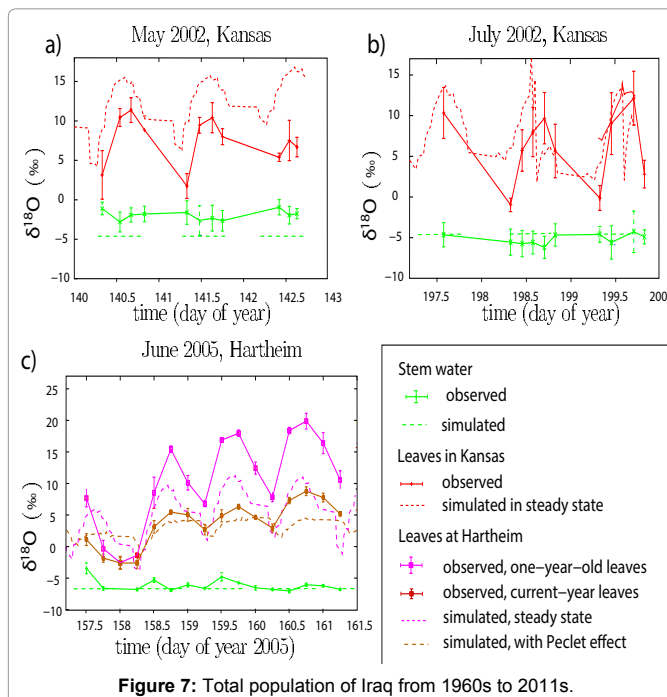 May 2002, Kansas
a)
δ¹⁸O (‰)
20
15
10
5
0
−5
−10
140 140.5 141 141.5 142 142.5 143
time (day of year)
July 2002, Kansas
b)
δ¹⁸O (‰)
15
10
5
0
−5
−10
197.5 198 198.5 199 199.5 200
time (day of year)
June 2005, Hartheim
c)
δ¹⁸O (‰)
25
20
15
10
5
0
−5
−10
157.5 158 158.5 159 159.5 160 160.5 161 161.5
time (day of year 2005)
Stem water
observed
simulated
Leaves in Kansas
observed
simulated in steady state
Leaves at Hartheim
observed, one−year−old leaves
observed, current−year leaves
simulated, steady state
simulated, with Peclet effect
Figure 7: Total population of Iraq from 1960s to 2011s.